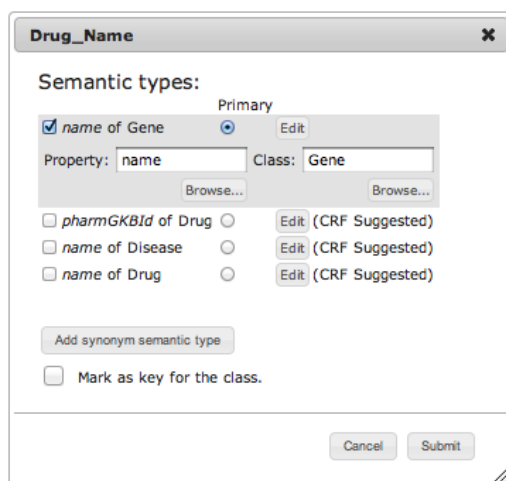 Drug_Name
Semantic types:
Primary
name of Gene Edit
Property: name Class: Gene
Browse... Browse...
pharmGKBId of Drug Edit (CRF Suggested)
name of Disease Edit (CRF Suggested)
name of Drug Edit (CRF Suggested)
Add synonym semantic type
Mark as key for the class.
Cancel Submit